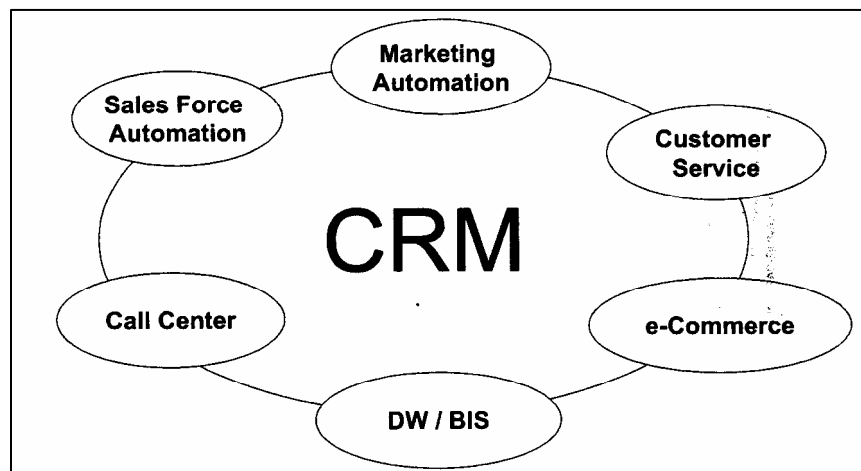 Marketing
Automation
Sales Force
Automation
Customer
Service
CRM
Call Center
e-Commerce
DW / BIS